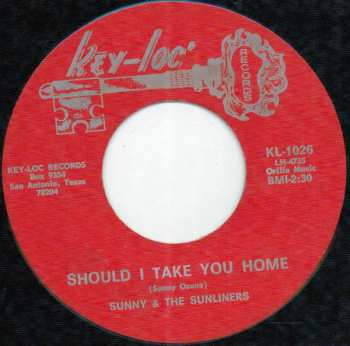 KEY-LOC'
RECORDS
KEY-LOC RECORDS
Box 9354
San Antonio, Texas
78204
KL-1026
LH-4735
Orilla Music
BMI-2:30
SHOULD I TAKE YOU HOME
(Sunny Ozuna)
SUNNY & THE SUNLINERS